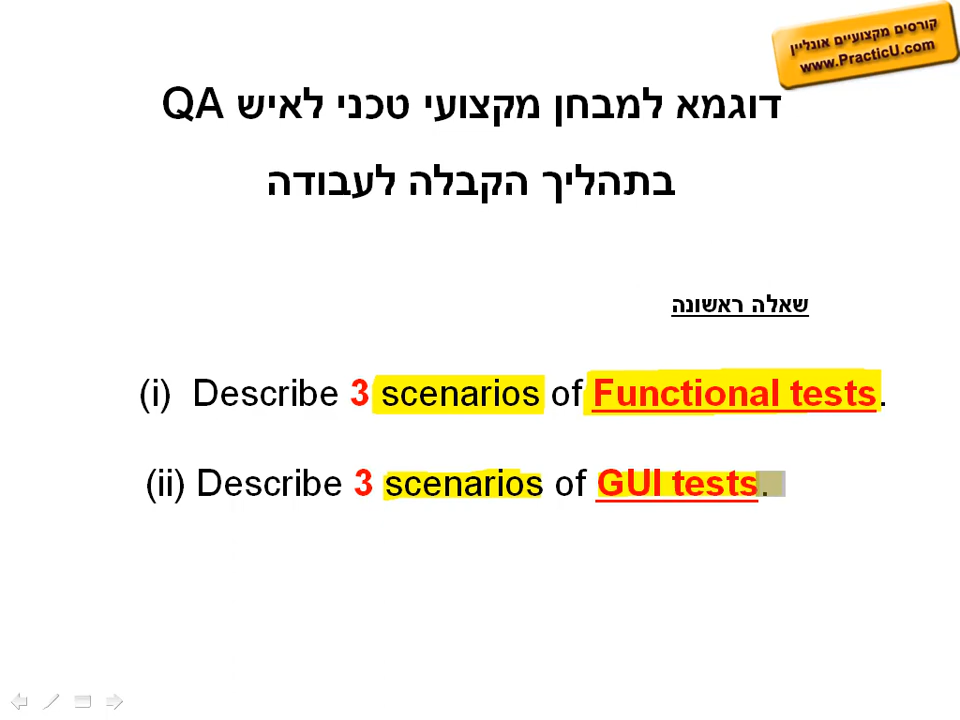 קורסים מקצועיים אונליין
www.PracticU.com
דוגמא למבחן מקצועי טכני לאיש QA
בתהליך הקבלה לעבודה
שאלה ראשונה
(i) Describe 3 scenarios of Functional tests.
(ii) Describe 3 scenarios of GUI tests.